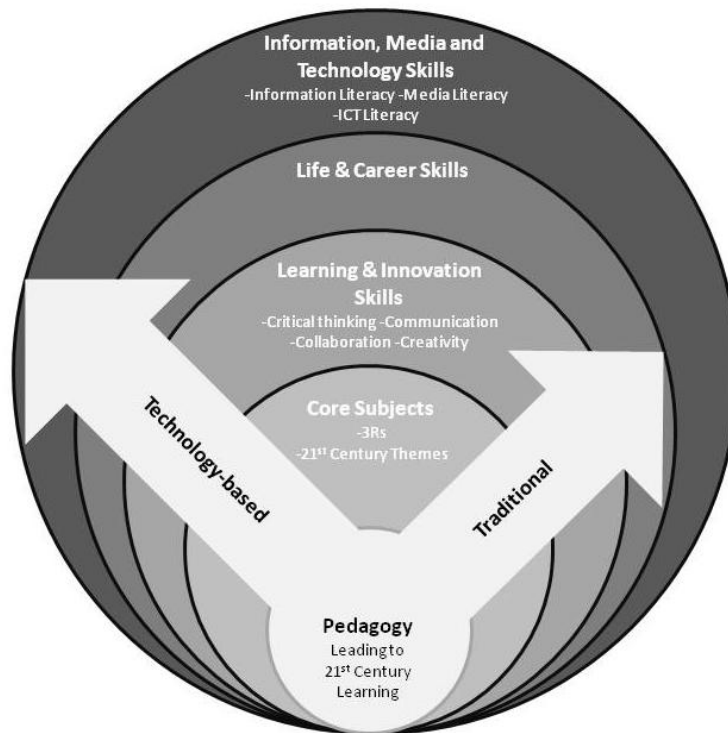 Information, Media and
Technology Skills
-Information Literacy -Media Literacy
-ICT Literacy
Life & Career Skills
Learning & Innovation
Skills
-Critical thinking -Communication
-Collaboration -Creativity
Core Subjects
-3Rs
-21st Century Themes
Technology-based
Traditional
Pedagogy
Leading to
21st Century
Learning